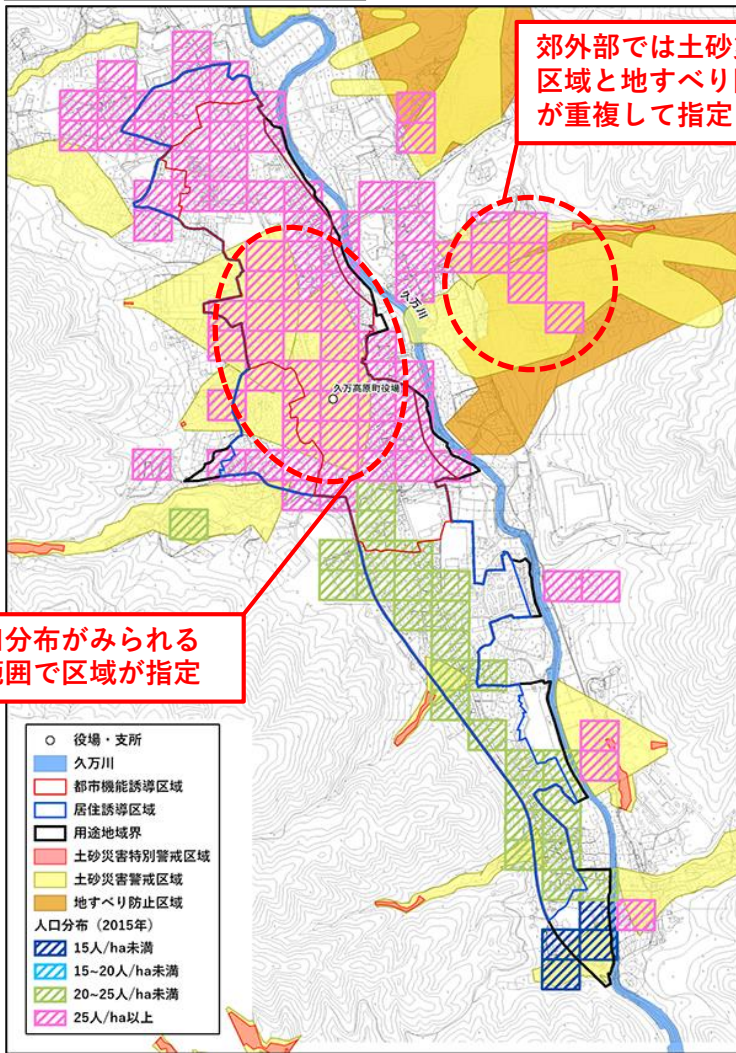 郊外部では土砂
区域と地すべり
が重複して指定
久万川
久万高原町役場
分布がみられる
範囲で区域が指定
役場・支所
久万川
都市機能誘導区域
居住誘導区域
用途地域界
土砂災害特別警戒区域
土砂災害警戒区域
地すべり防止区域
人口分布（2015年）
15人/ha未満
15~20人/ha未満
20~25人/ha未満
25人/ha以上